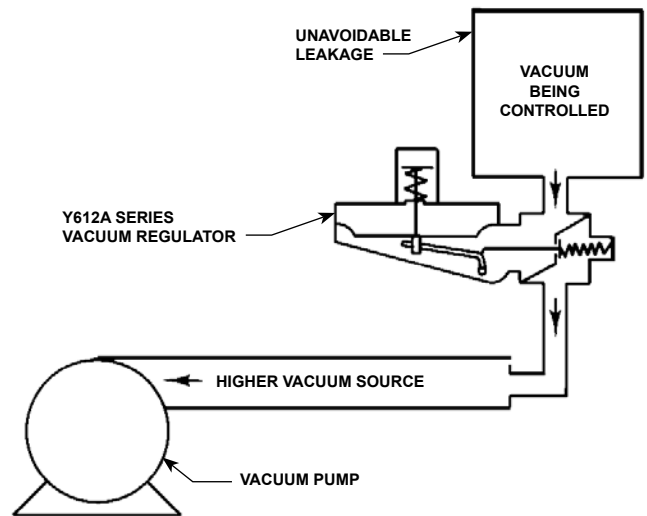 UNAVOIDABLE
LEAKAGE
VACUUM
BEING
CONTROLLED
Y612A SERIES
VACUUM REGULATOR
HIGHER VACUUM SOURCE
VACUUM PUMP